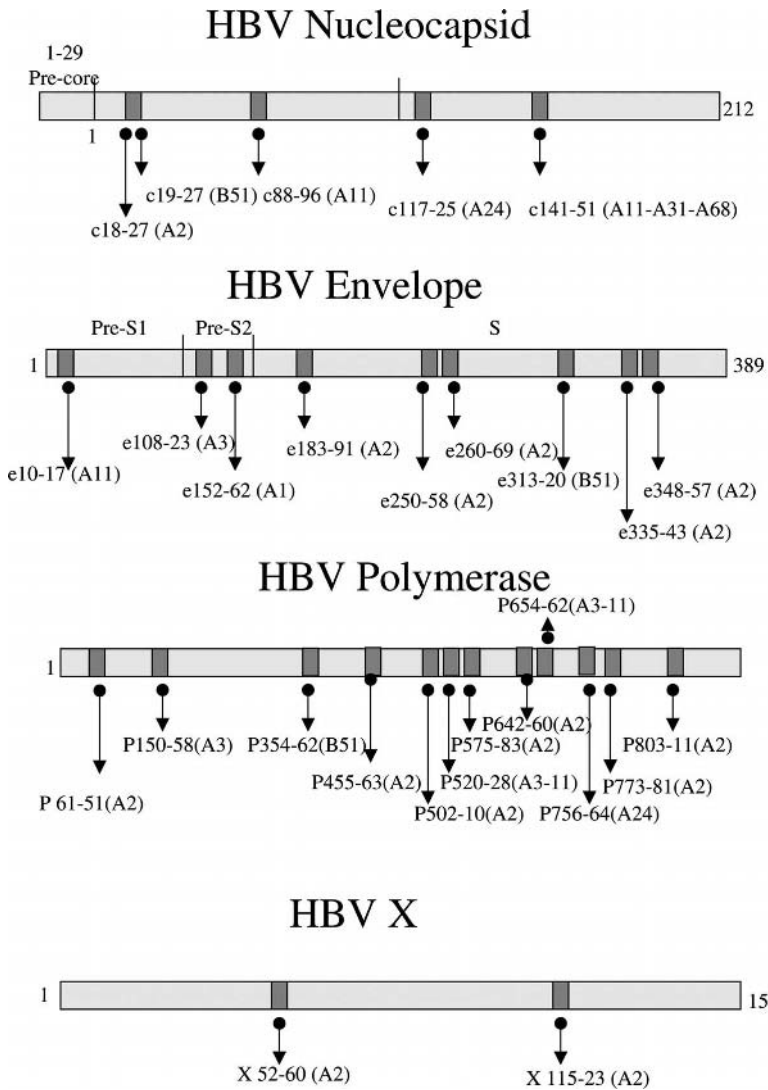 HBV Nucleocapsid
1-29
Pre-core
212
1
c19-27 (B51) c88-96 (A11)
c117-25 (A24)
c141-51 (A11-A31-A68)
c18-27 (A2)
HBV Envelope
Pre-S1
Pre-S2
S
1
389
e108-23 (A3)
e183-91 (A2)
e260-69 (A2)
e10-17 (A11)
e152-62 (A1)
e250-58 (A2)
e313-20 (B51)
e348-57 (A2)
e335-43 (A2)
HBV Polymerase
P654-62(A3-11)
1
P642-60(A2)
P150-58(A3)
P354-62(B51)
P575-83(A2)
P803-11(A2)
P455-63(A2)
P520-28(A3-11)
P773-81(A2)
P 61-51(A2)
P502-10(A2)
P756-64(A24)
HBV X
1
15
X 52-60 (A2)
X 115-23 (A2)